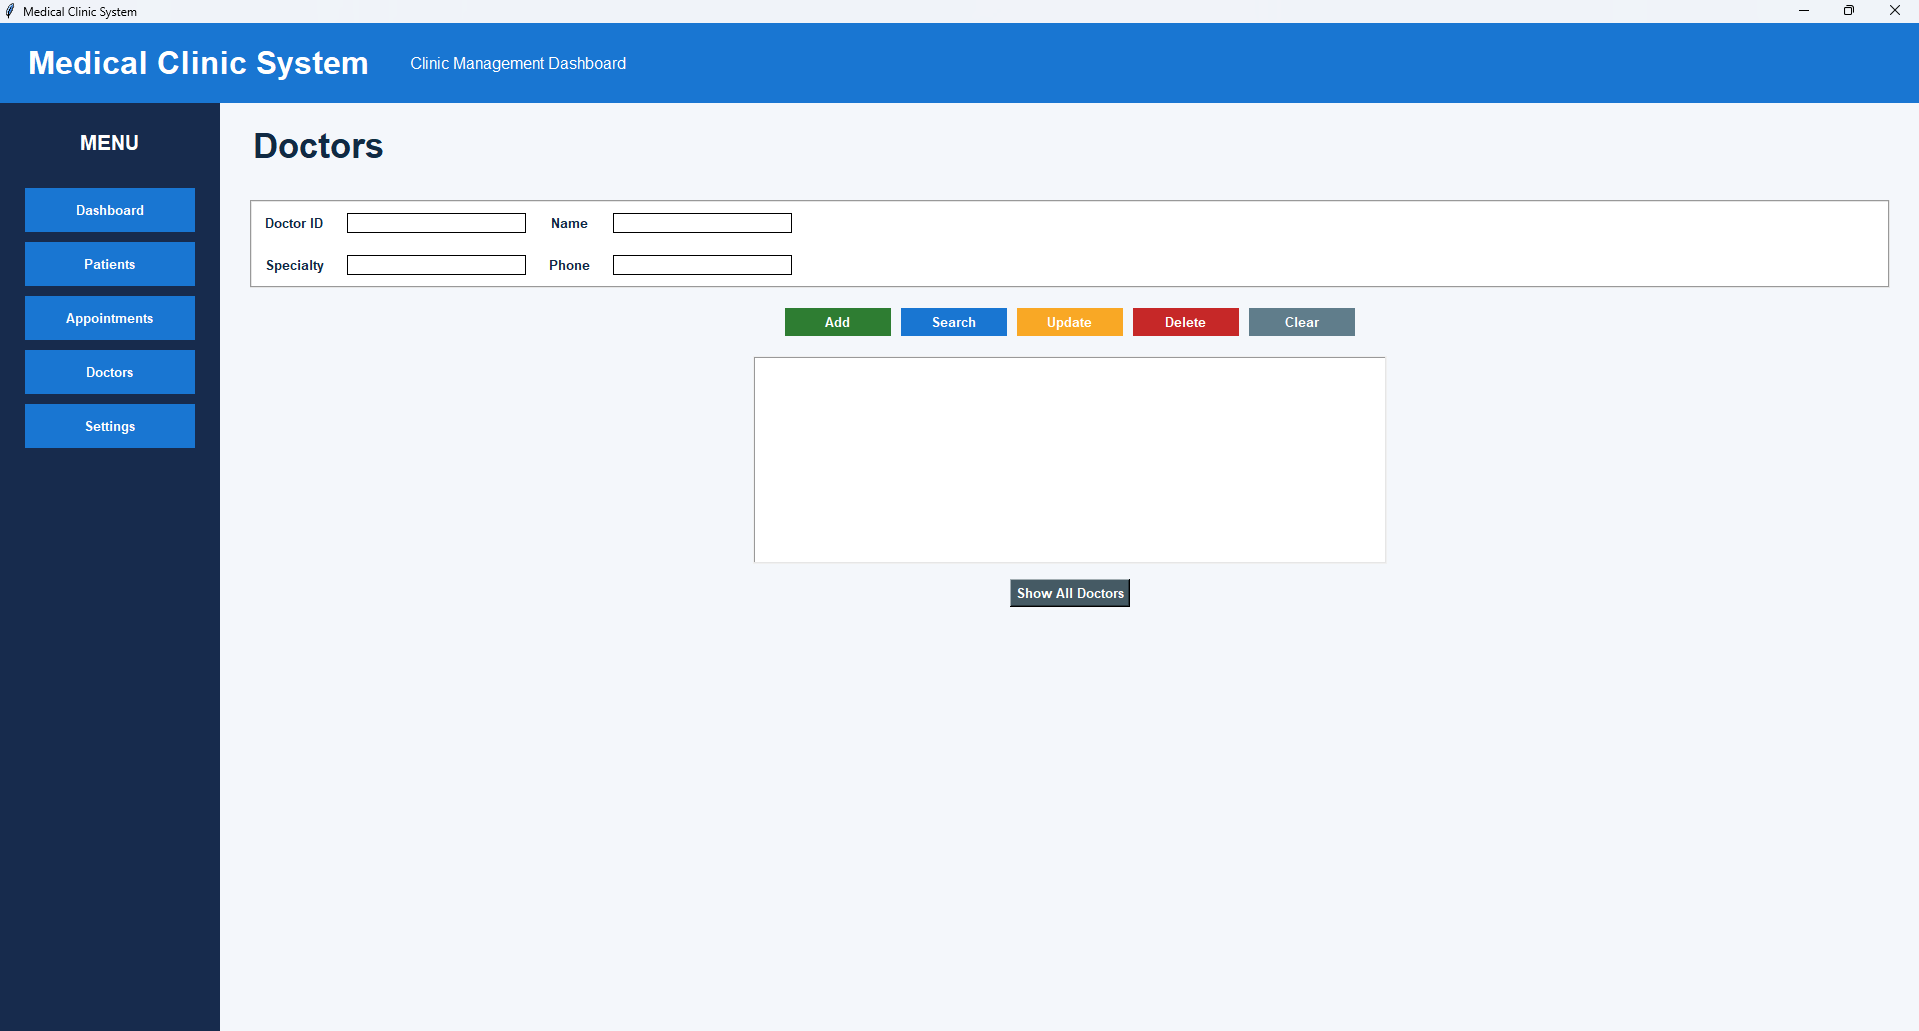 Medical Clinic System
Medical Clinic System Clinic Management Dashboard
MENU
Dashboard
Patients
Appointments
Doctors
Settings
Doctors
Doctor ID Name
Specialty Phone
Add Search Update Delete Clear
Show All Doctors